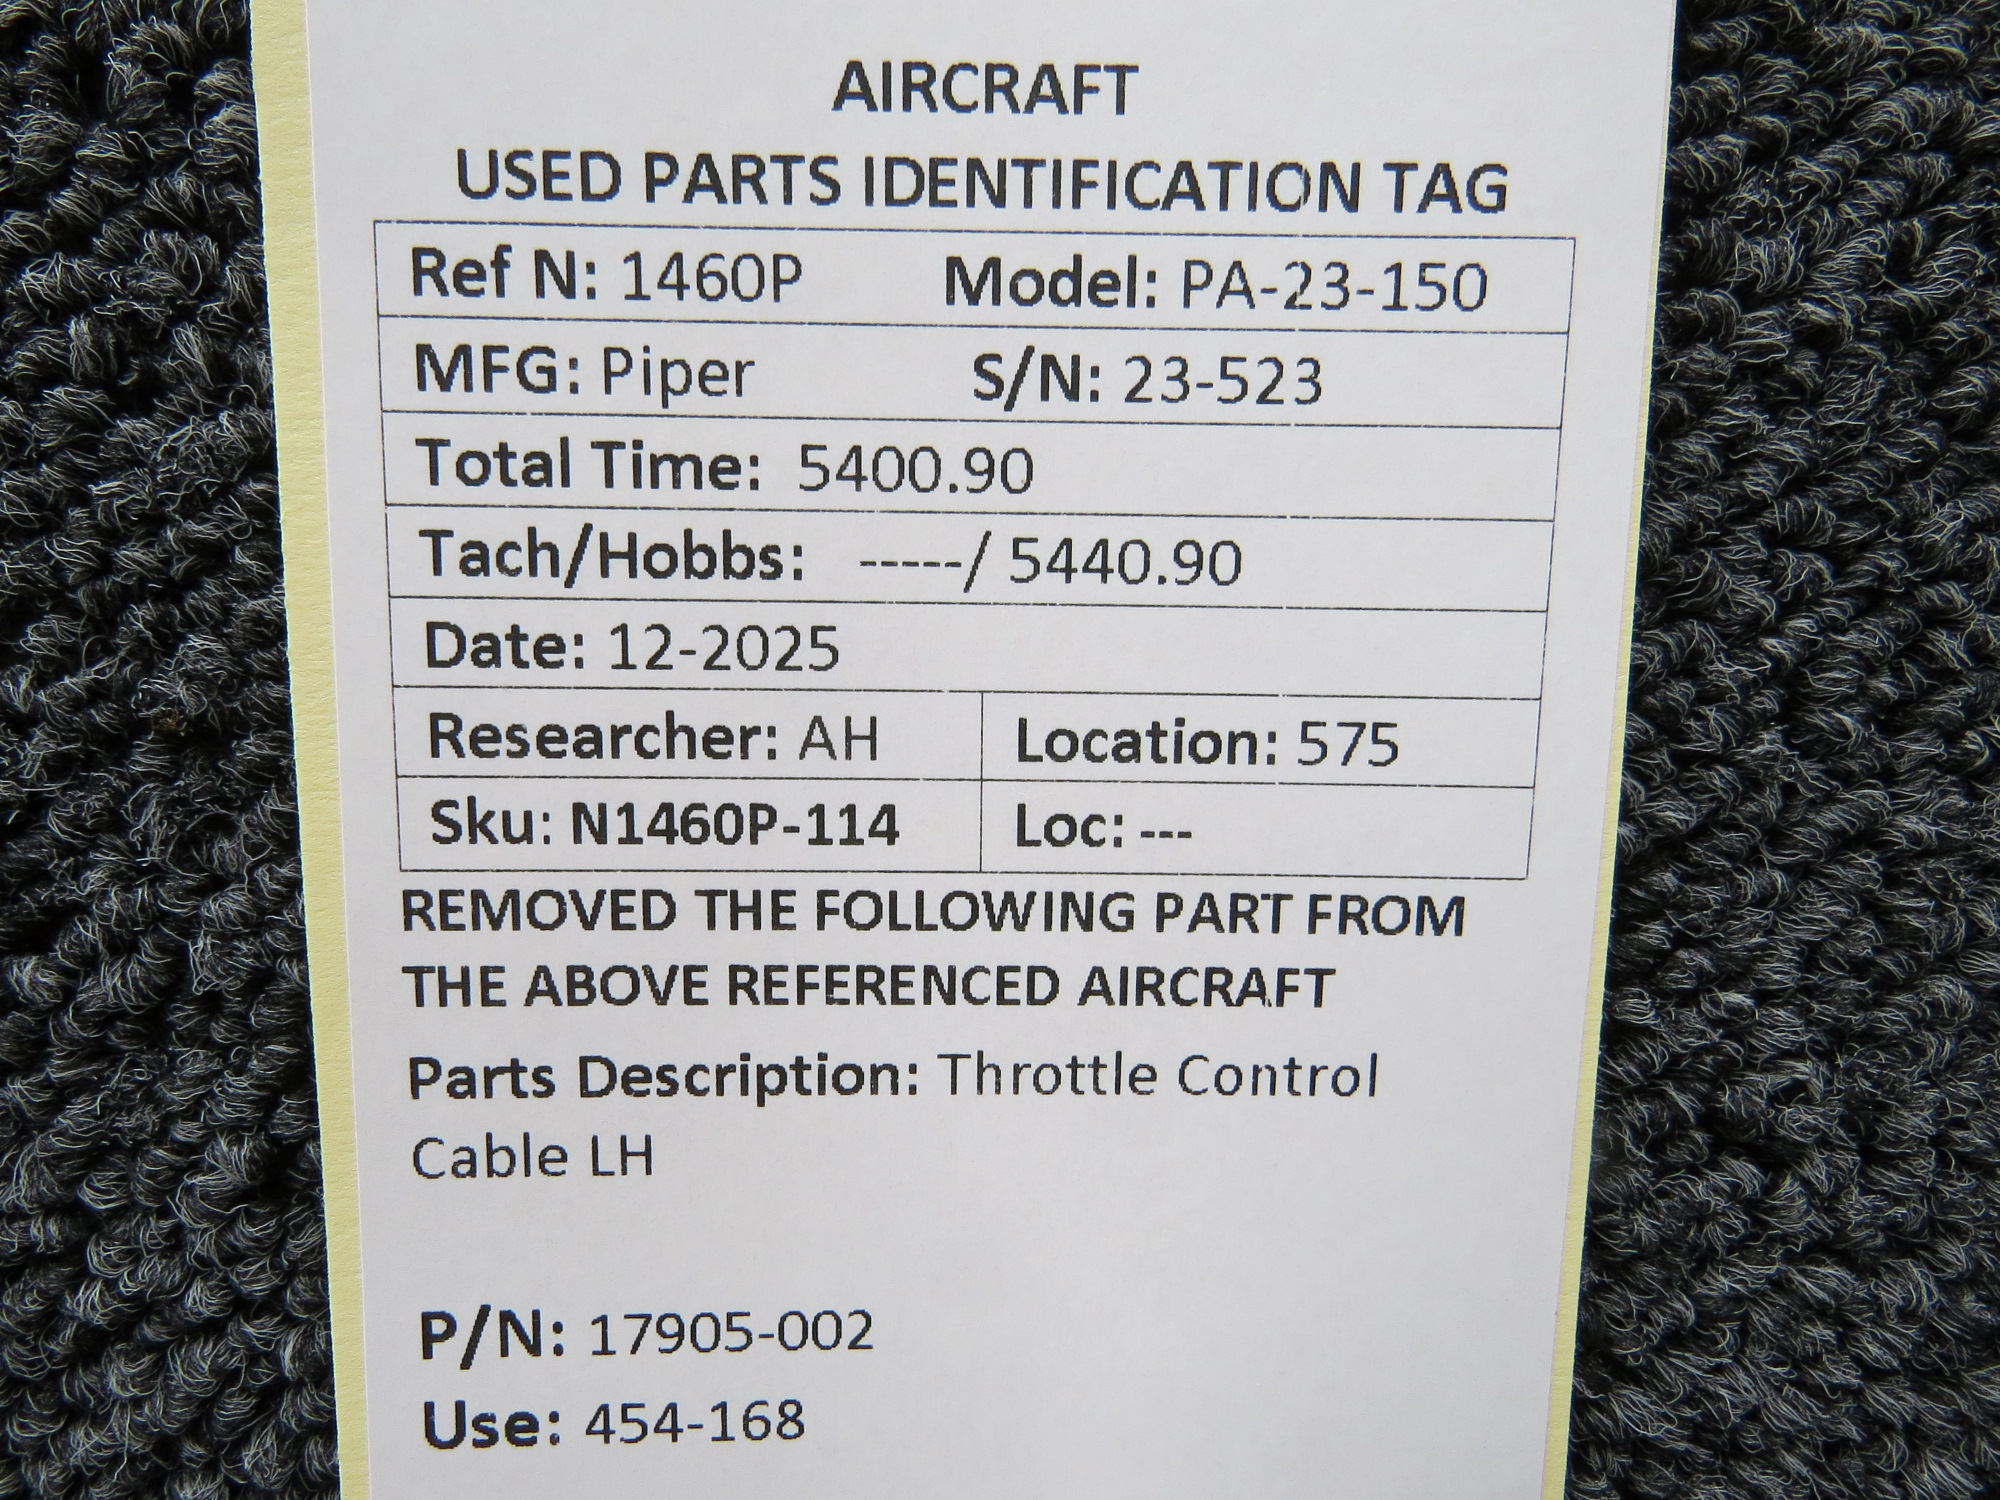 AIRCRAFT
USED PARTS IDENTIFICATION TAG
Ref N: 1460P Model: PA-23-150
MFG: Piper S/N: 23-523
Total Time: 5400.90
Tach/Hobbs: -----/ 5440.90
Date: 12-2025
Researcher: AH Location: 575
Sku: N1460P-114 Loc: ---
REMOVED THE FOLLOWING PART FROM
THE ABOVE REFERENCED AIRCRAFT
Parts Description: Throttle Control
Cable LH
P/N: 17905-002
Use: 454-168